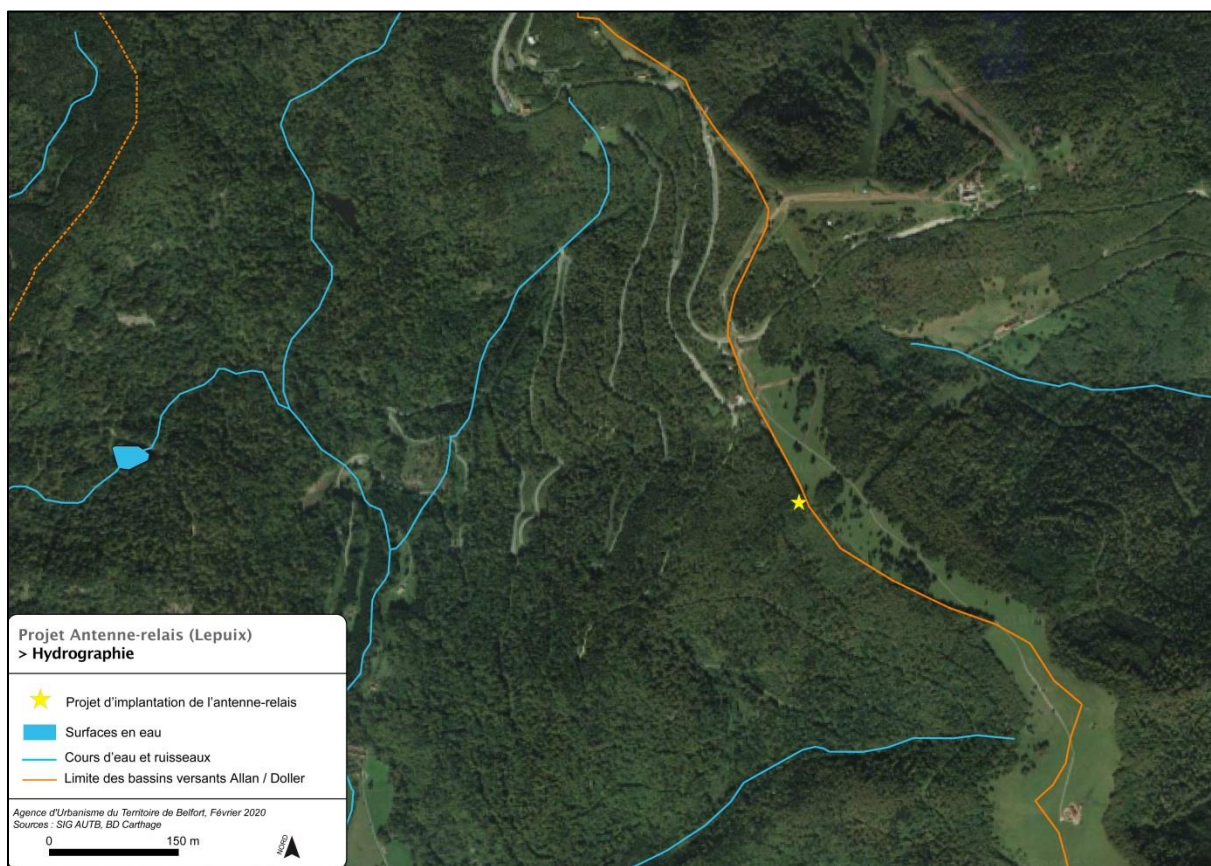 Projet Antenne-relais (Lepuix)
> Hydrographie
Projet d'implantation de l'antenne-relais
Surfaces en eau
Cours d'eau et ruisseaux
Limite des bassins versants Allan / Doller
Agence d'Urbanisme du Territoire de Belfort, Février 2020
Sources : SIG AUTB, BD Carthage
0 150 m
NORD